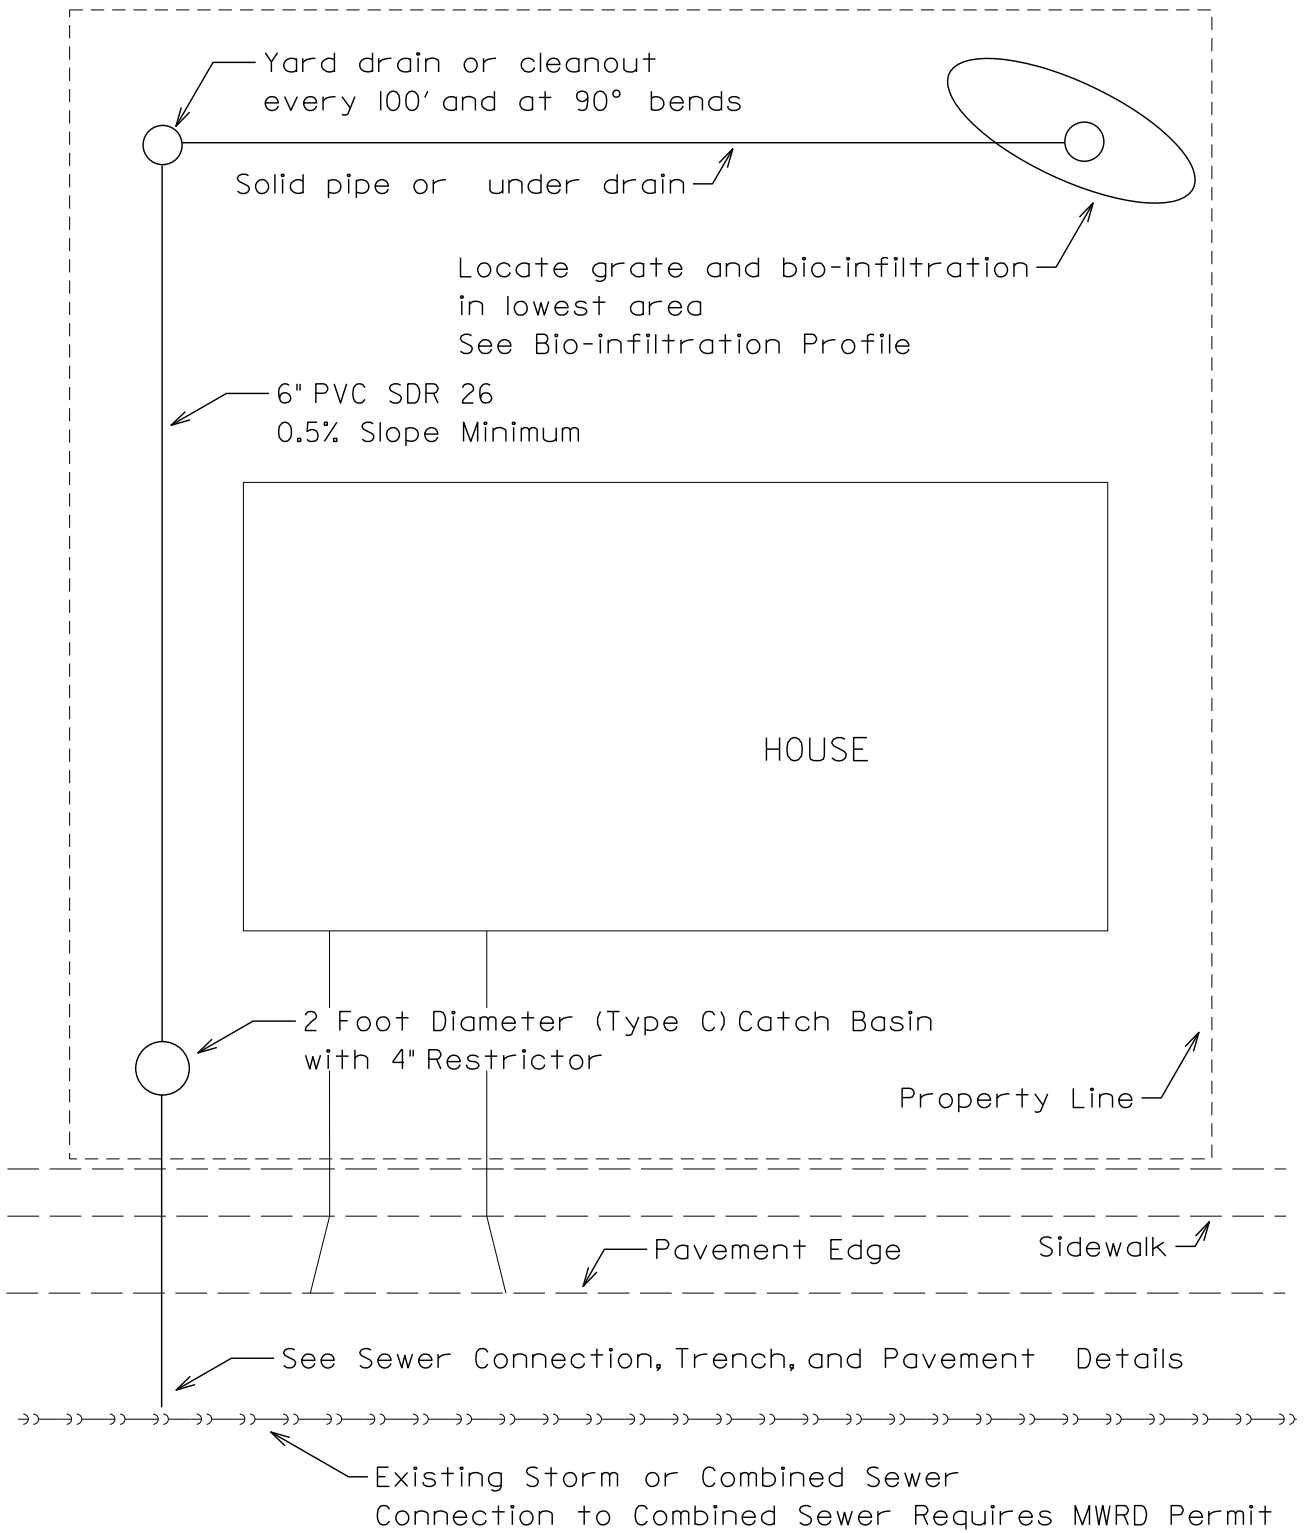 Yard drain or cleanout
every 100' and at 90° bends
Solid pipe or under drain
Locate grate and bio-infiltration
in lowest area
See Bio-infiltration Profile
6" PVC SDR 26
0.5% Slope Minimum
HOUSE
2 Foot Diameter (Type C) Catch Basin
with 4" Restrictor
Property Line
Sidewalk
Pavement Edge
See Sewer Connection, Trench, and Pavement Details
Existing Storm or Combined Sewer
Connection to Combined Sewer Requires MWRD Permit